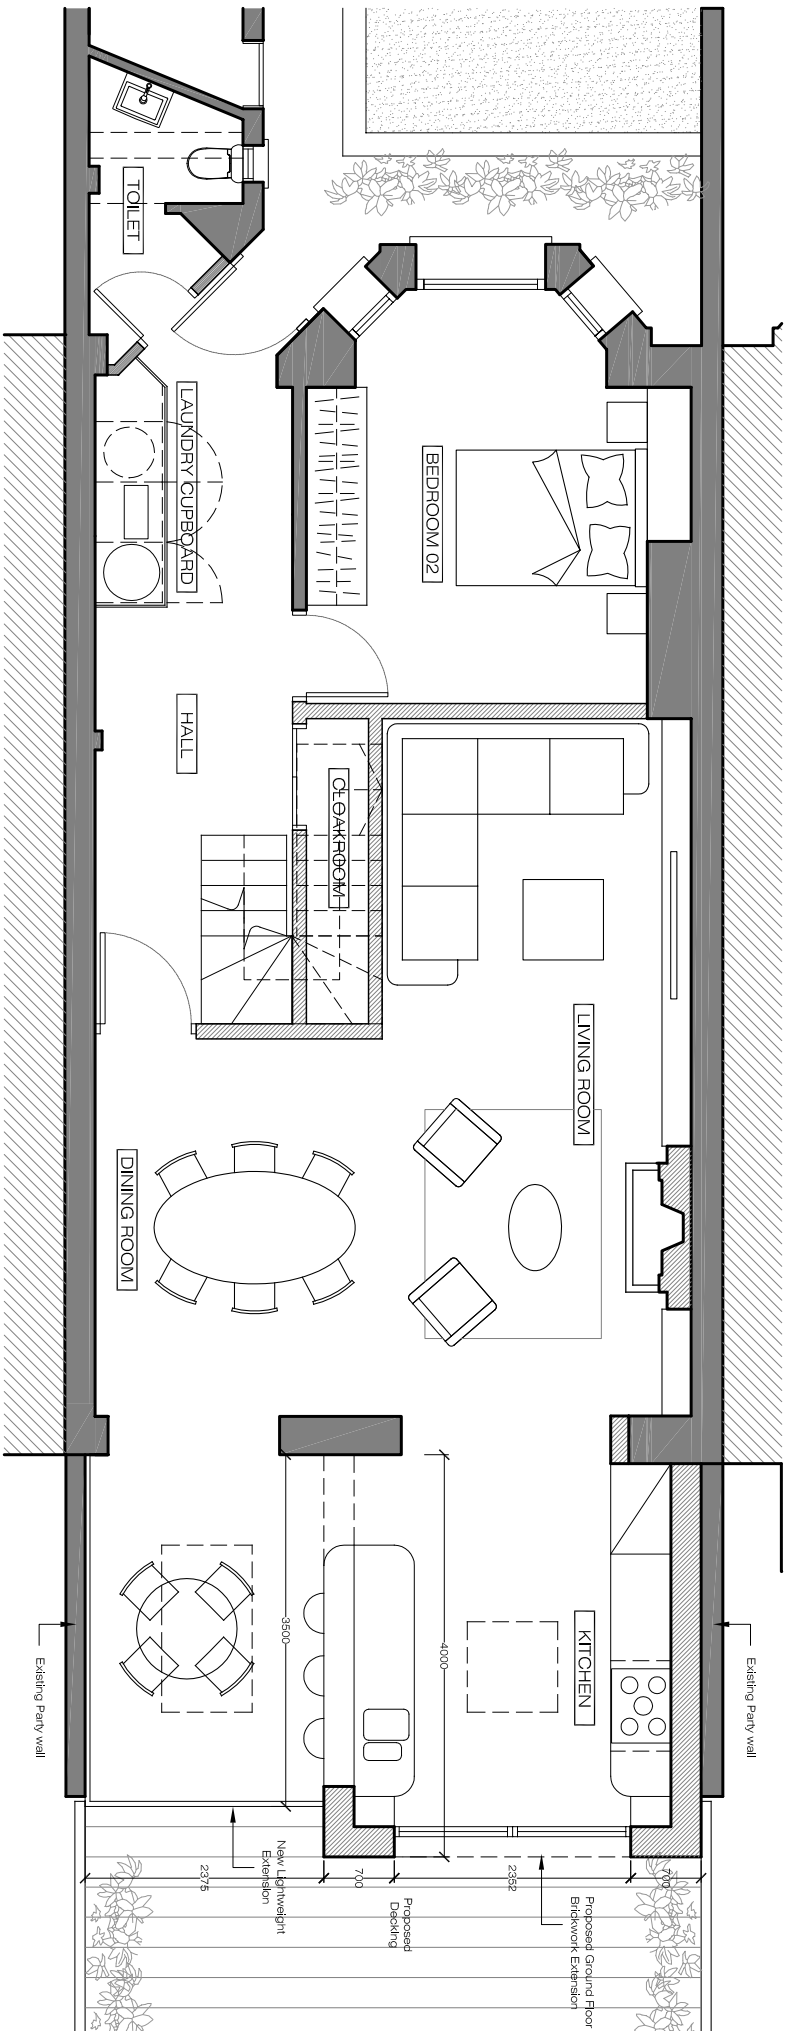 TOILET
LAUNDRY CUPBOARD
BEDROOM 02
HALL
CLOAKROOM
LIVING ROOM
DINING ROOM
KITCHEN
3500
4000
Existing Party wall
Existing Party wall
New Lightweight
Extension
2375
700
2352
700
Proposed
Decking
Proposed Ground Floor
Brickwork Extension